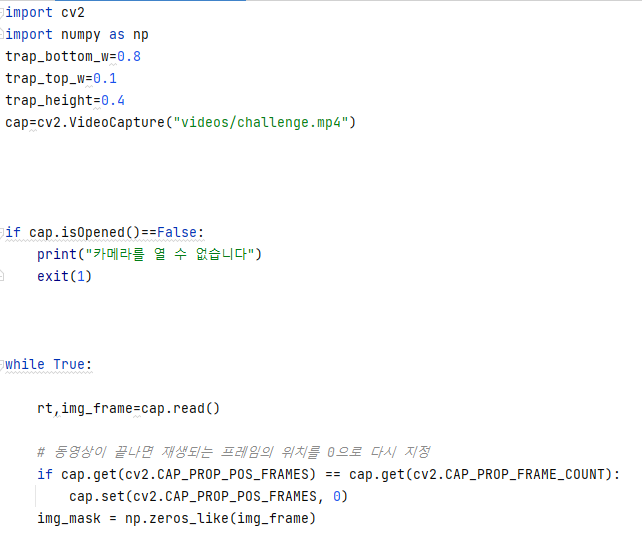 import cv2
import numpy as np
trap_bottom_w=0.8
trap_top_w=0.1
trap_height=0.4
cap=cv2.VideoCapture("videos/challenge.mp4")
if cap.isOpened()==False:
    print("카메라를 열 수 없습니다")
    exit(1)
while True:
    rt,img_frame=cap.read()
    # 동영상이 끝나면 재생되는 프레임의 위치를 0으로 다시 지정
    if cap.get(cv2.CAP_PROP_POS_FRAMES) == cap.get(cv2.CAP_PROP_FRAME_COUNT):
        cap.set(cv2.CAP_PROP_POS_FRAMES, 0)
    img_mask = np.zeros_like(img_frame)